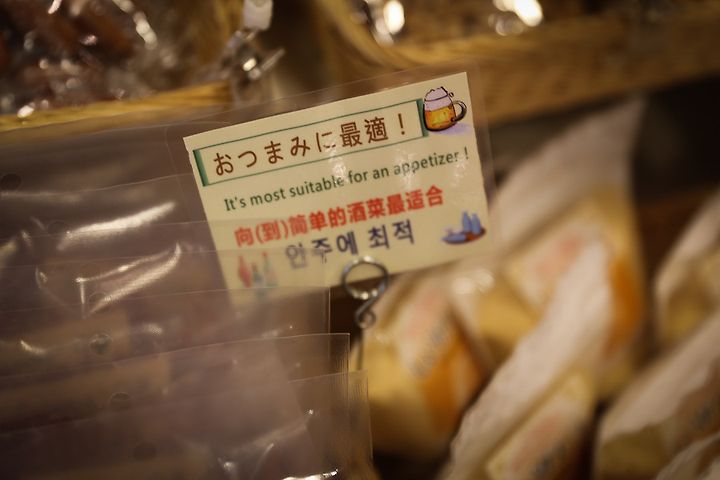 おつまみに最適！
It's most suitable for an appetizer!
向(到)简单的酒菜最适合
안주에 최적